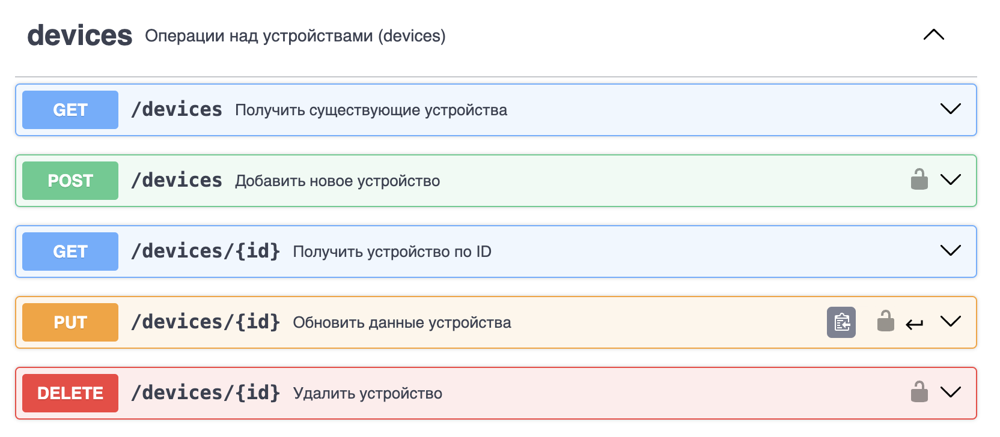 devices Операции над устройствами (devices)
GET /devices Получить существующие устройства
POST /devices Добавить новое устройство
GET /devices/{id} Получить устройство по ID
PUT /devices/{id} Обновить данные устройства
DELETE /devices/{id} Удалить устройство